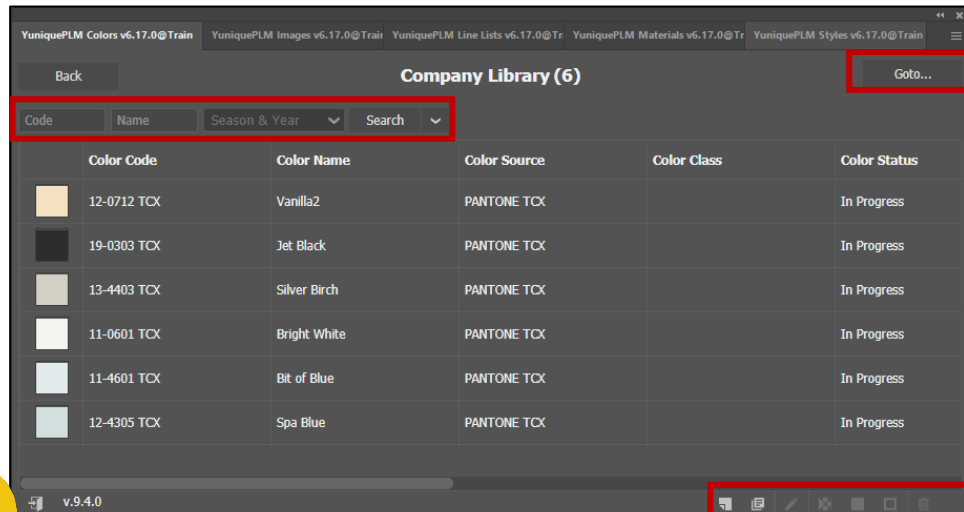 YuniquePLM Colors v6.17.0@Train YuniquePLM Images v6.17.0@Train YuniquePLM Line Lists v6.17.0@Tr YuniquePLM Materials v6.17.0@Tr YuniquePLM Styles v6.17.0@Train
Back Company Library (6) Goto...
Code Name Season & Year Search
Color Code Color Name Color Source Color Class Color Status
12-0712 TCX Vanilla2 PANTONE TCX In Progress
19-0303 TCX Jet Black PANTONE TCX In Progress
13-4403 TCX Silver Birch PANTONE TCX In Progress
11-0601 TCX Bright White PANTONE TCX In Progress
11-4601 TCX Bit of Blue PANTONE TCX In Progress
12-4305 TCX Spa Blue PANTONE TCX In Progress
v.9.4.0